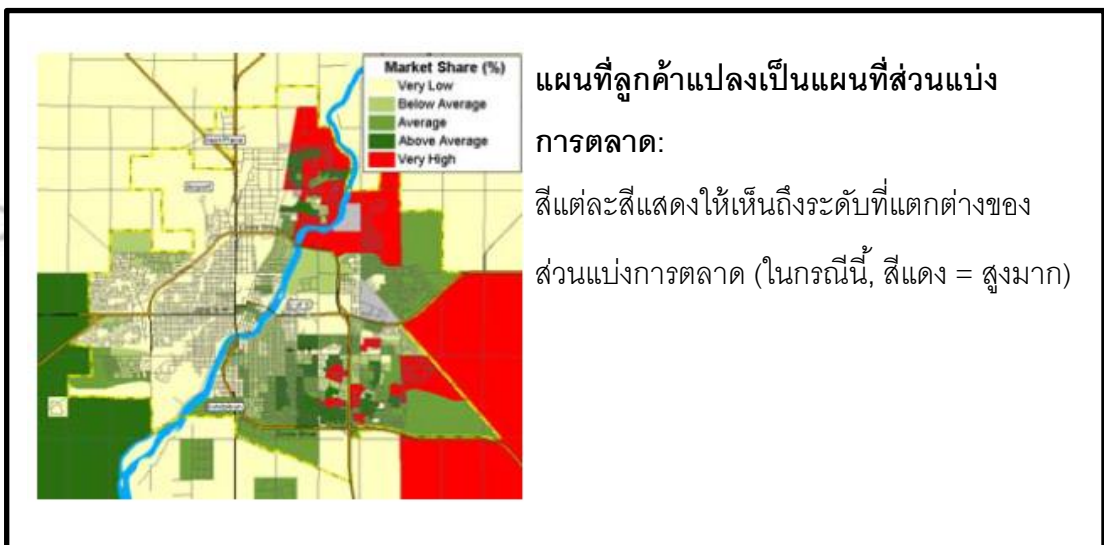 Market Share (%)
Very Low
Below Average
Average
Above Average
Very High
แผนที่ลูกค้าแปลงเป็นแผนที่ส่วนแบ่ง
การตลาด:
สีแต่ละสีแสดงให้เห็นถึงระดับที่แตกต่างของ
ส่วนแบ่งการตลาด (ในกรณีนี้, สีแดง = สูงมาก)